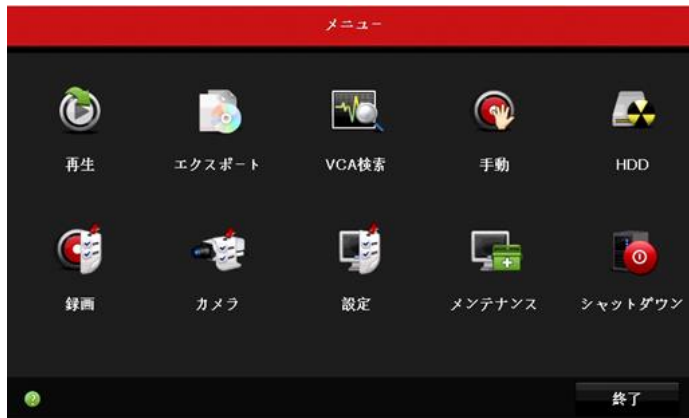 メニュー
再生
エクスポート
VCA検索
手動
HDD
録画
カメラ
設定
メンテナンス
シャットダウン
終了